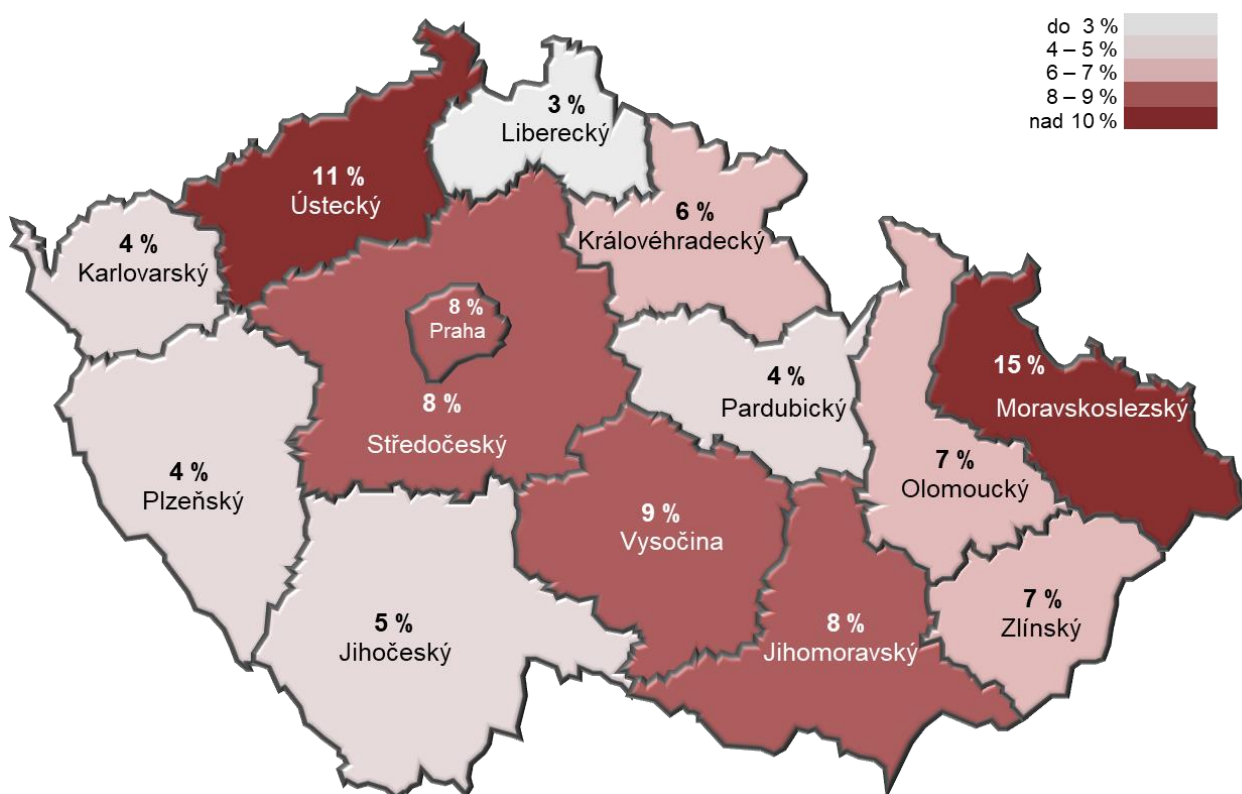 do 3 %
4 – 5 %
6 – 7 %
8 – 9 %
nad 10 %
3 %
Liberecký
11 %
Ústecký
6 %
Královéhradecký
4 %
Karlovarský
8 %
Praha
15 %
Moravskoslezský
4 %
Pardubický
8 %
Středočeský
4 %
Plzeňský
7 %
Olomoucký
9 %
Vysočina
5 %
Jihočeský
8 %
Jihomoravský
7 %
Zlínský